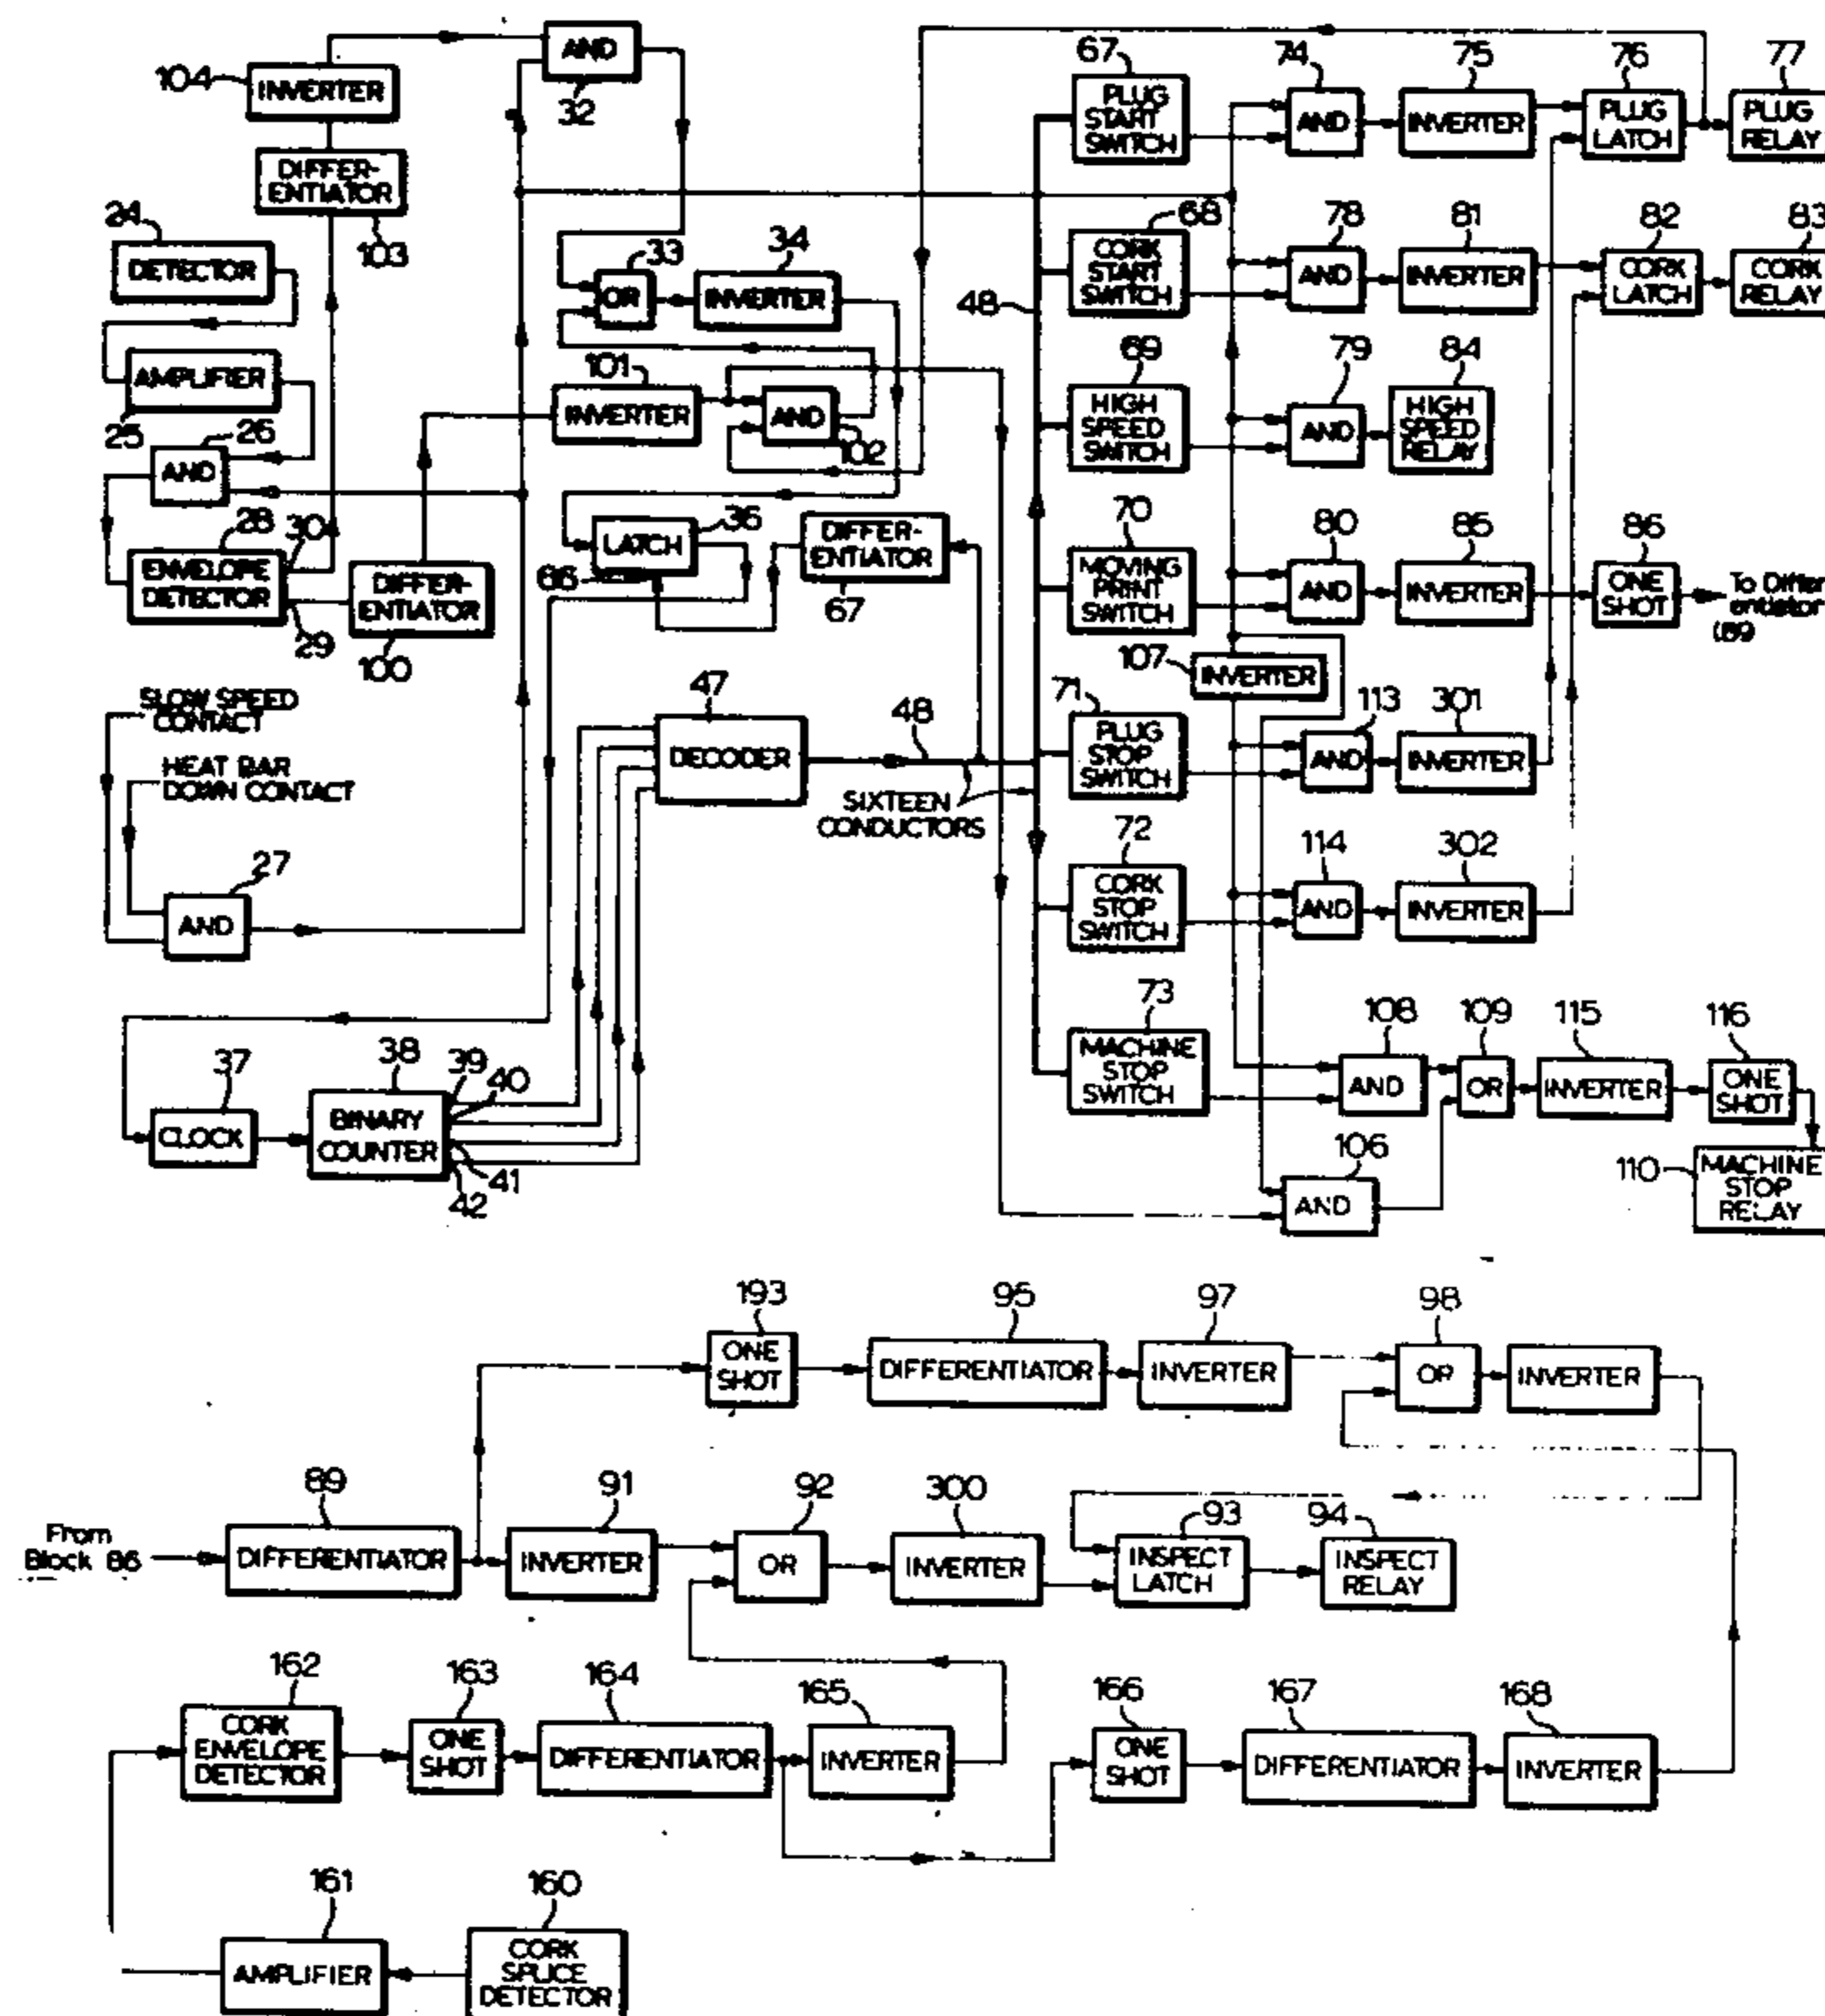 104
INVERTER
AND
32
DIFFER-
ENTIATOR
103
24
DETECTOR
AMPLIFIER
25
26
AND
28
304
ENVELOPE
DETECTOR
29
DIFFER-
ENTIATOR
100
33
OR
34
INVERTER
101
INVERTER
AND
102
LATCH
36
66
DIFFER-
ENTIATOR
67
SLOW SPEED
CONTACT
HEAT BAR
DOWN CONTACT
27
AND
47
DECODER
48
SIXTEEN
CONDUCTORS
37
CLOCK
38
BINARY
COUNTER
39
40
41
42
48
67
PLUG
START
SWITCH
74
AND
75
INVERTER
76
PLUG
LATCH
77
PLUG
RELAY
68
CORK
START
SWITCH
78
AND
81
INVERTER
82
CORK
LATCH
83
CORK
RELAY
69
HIGH
SPEED
SWITCH
79
AND
84
HIGH
SPEED
RELAY
70
MOVING
PRINT
SWITCH
80
AND
85
INVERTER
86
ONE
SHOT
To Differ
entiator
89
107
INVERTER
71
PLUG
STOP
SWITCH
113
AND
301
INVERTER
72
CORK
STOP
SWITCH
114
AND
302
INVERTER
73
MACHINE
STOP
SWITCH
108
AND
109
OR
115
INVERTER
116
ONE
SHOT
106
AND
110
MACHINE
STOP
RELAY
193
ONE
SHOT
95
DIFFERENTIATOR
97
INVERTER
98
OR
INVERTER
From
Block 86
89
DIFFERENTIATOR
91
INVERTER
92
OR
300
INVERTER
93
INSPECT
LATCH
94
INSPECT
RELAY
162
CORK
ENVELOPE
DETECTOR
163
ONE
SHOT
164
DIFFERENTIATOR
165
INVERTER
166
ONE
SHOT
167
DIFFERENTIATOR
168
INVERTER
161
AMPLIFIER
160
CORK
SPLICE
DETECTOR